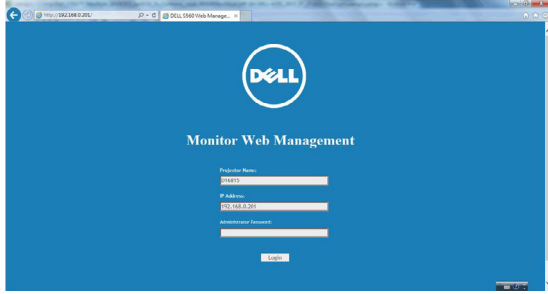 http://192.168.0.201/
DELL S560 Web Manage...
DELL
Monitor Web Management
Projector Name:
D16815
IP Address:
192.168.0.201
Administrator Password:
Login